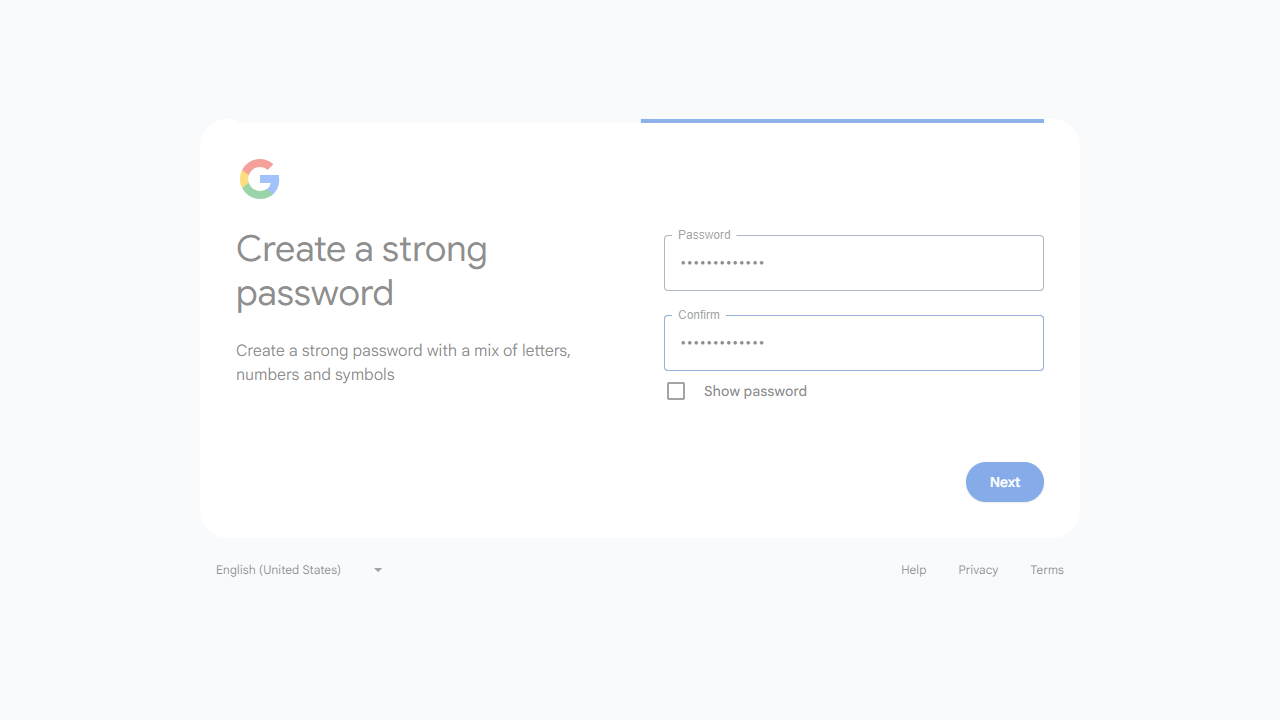 Create a strong
password
Create a strong password with a mix of letters,
numbers and symbols
Password
•••••••••••••
Confirm
•••••••••••••
Show password
Next
English (United States)
Help
Privacy
Terms